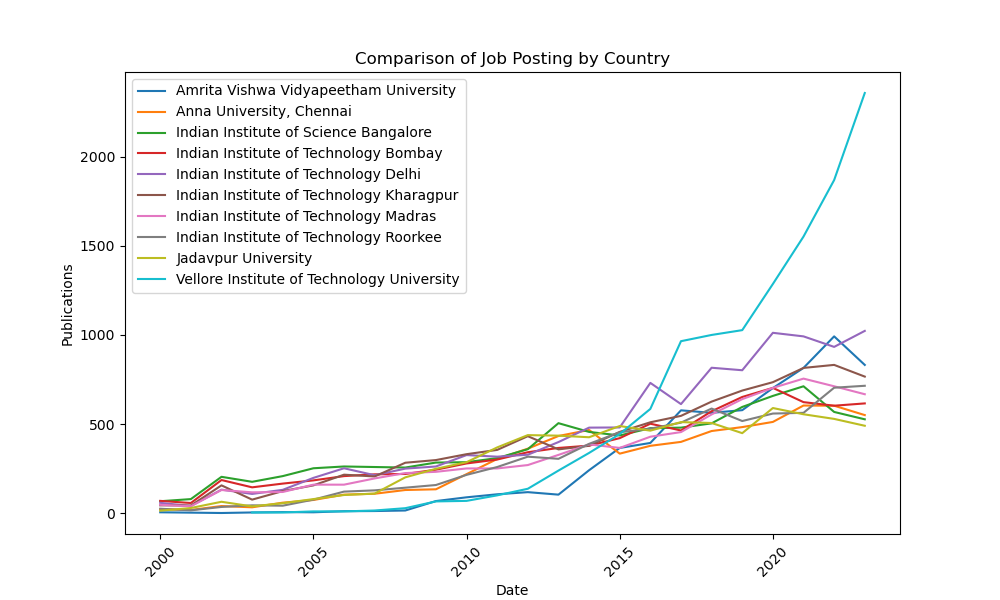 Comparison of Job Posting by Country
Amrita Vishwa Vidyapeetham University
Anna University, Chennai
Indian Institute of Science Bangalore
Indian Institute of Technology Bombay
Indian Institute of Technology Delhi
Indian Institute of Technology Kharagpur
Indian Institute of Technology Madras
Indian Institute of Technology Roorkee
Jadavpur University
Vellore Institute of Technology University
Publications
2000
1500
1000
500
0
2000
2005
2010
2015
2020
Date